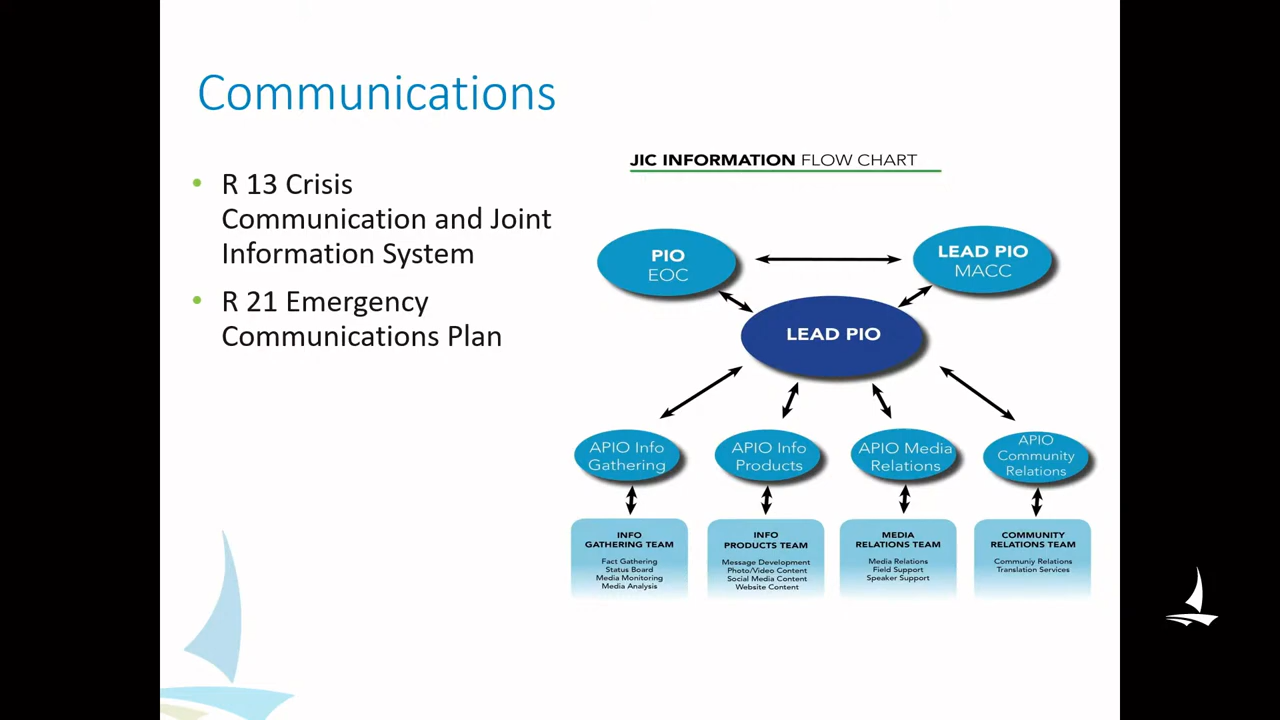 Communications
• R 13 Crisis
Communication and Joint
Information System
• R 21 Emergency
Communications Plan
JIC INFORMATION FLOW CHART
PIO
EOC
LEAD PIO
MACC
LEAD PIO
APIO Info
Gathering
APIO Info
Products
APIO Media
Relations
APIO
Community
Relations
INFO
GATHERING TEAM
Fact Gathering
Status Board
Media Monitoring
Media Analysis
INFO
PRODUCTS TEAM
Message Development
Photo/Video Content
Social Media Content
Website Content
MEDIA
RELATIONS TEAM
Media Relations
Field Support
Speaker Support
COMMUNITY
RELATIONS TEAM
Communiy Relations
Translation Services